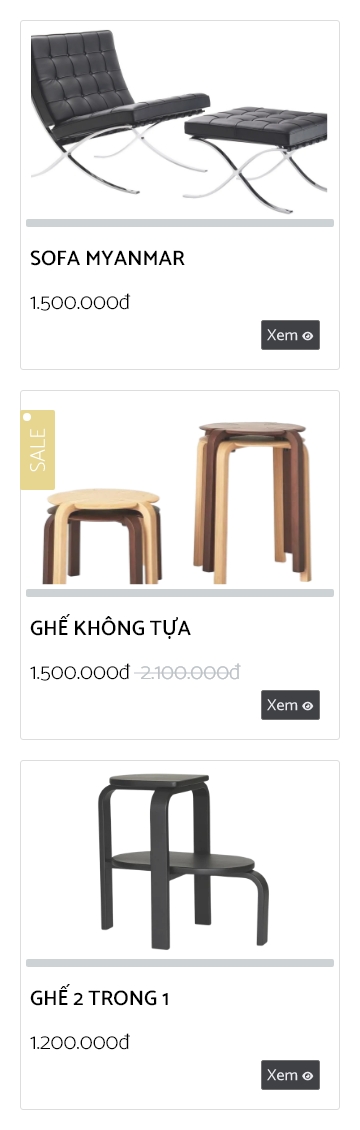 SOFA MYANMAR
1.500.000đ
Xem
SALE
GHẾ KHÔNG TỰA
1.500.000đ 2.100.000đ
Xem
GHẾ 2 TRONG 1
1.200.000đ
Xem